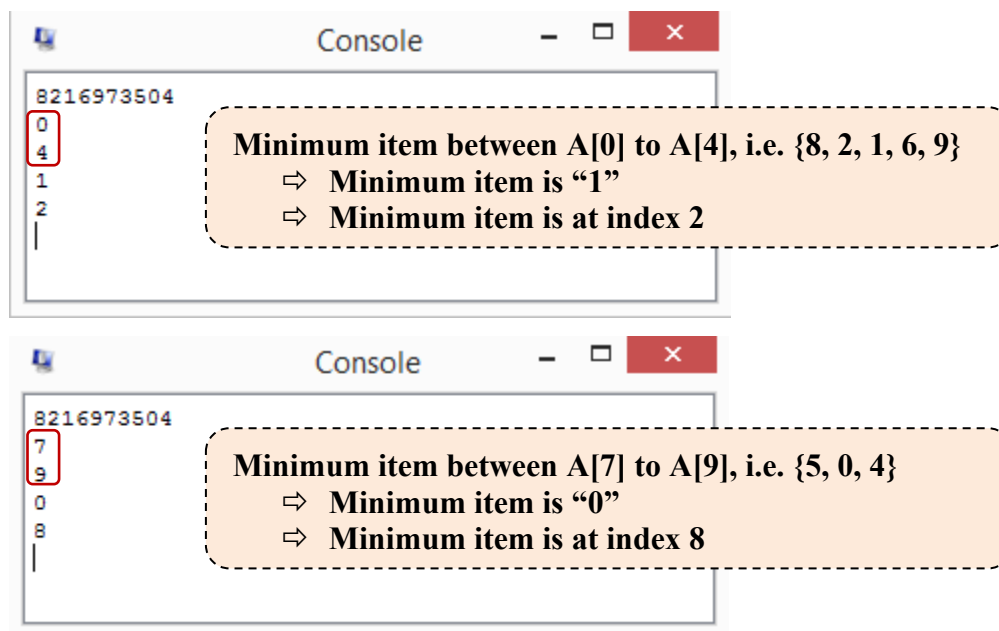 Console
8216973504
0
4
1
2
Minimum item between A[0] to A[4], i.e. {8, 2, 1, 6, 9}
⇨ Minimum item is “1”
⇨ Minimum item is at index 2
Console
8216973504
7
9
0
8
Minimum item between A[7] to A[9], i.e. {5, 0, 4}
⇨ Minimum item is “0”
⇨ Minimum item is at index 8